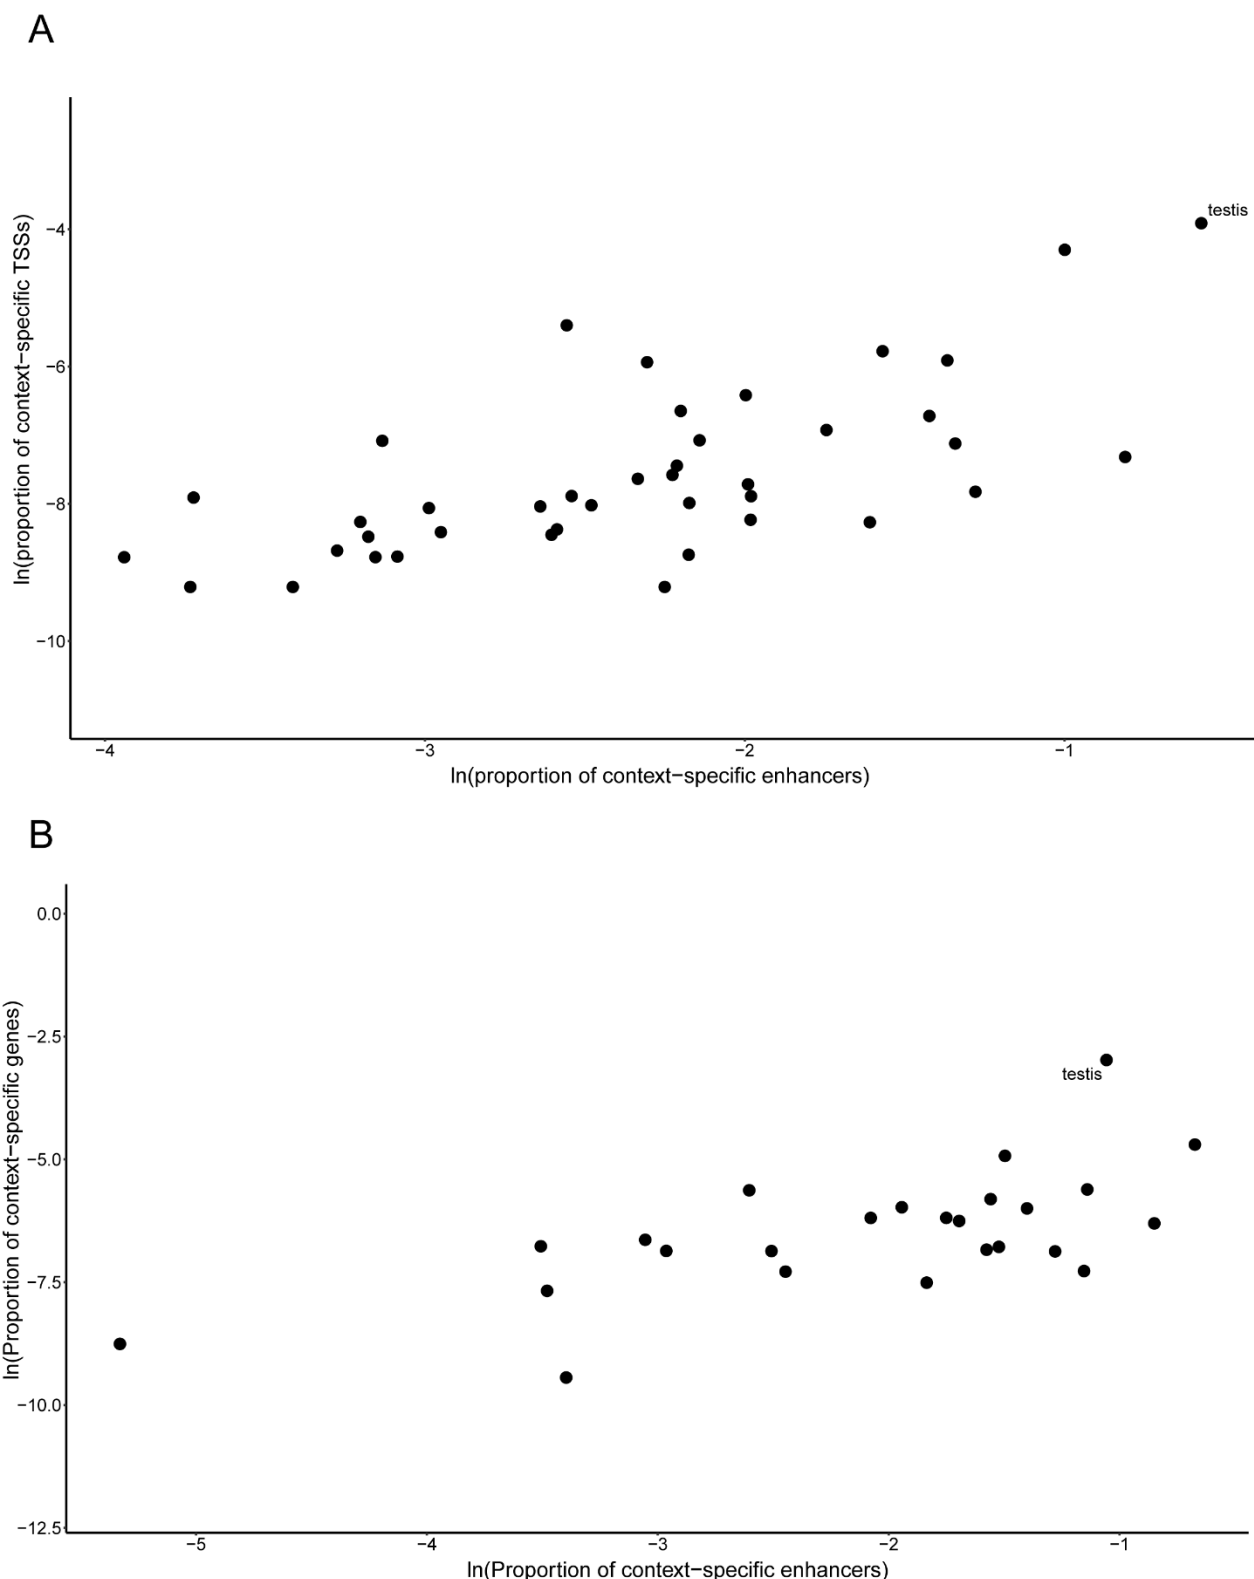 A
ln(proportion of context−specific TSSs)
−4
−6
−8
−10
testis
−4
−3
−2
−1
ln(proportion of context−specific enhancers)
B
ln(Proportion of context−specific genes)
0.0
−2.5
−5.0
−7.5
−10.0
−12.5
testis
−5
−4
−3
−2
−1
ln(Proportion of context−specific enhancers)